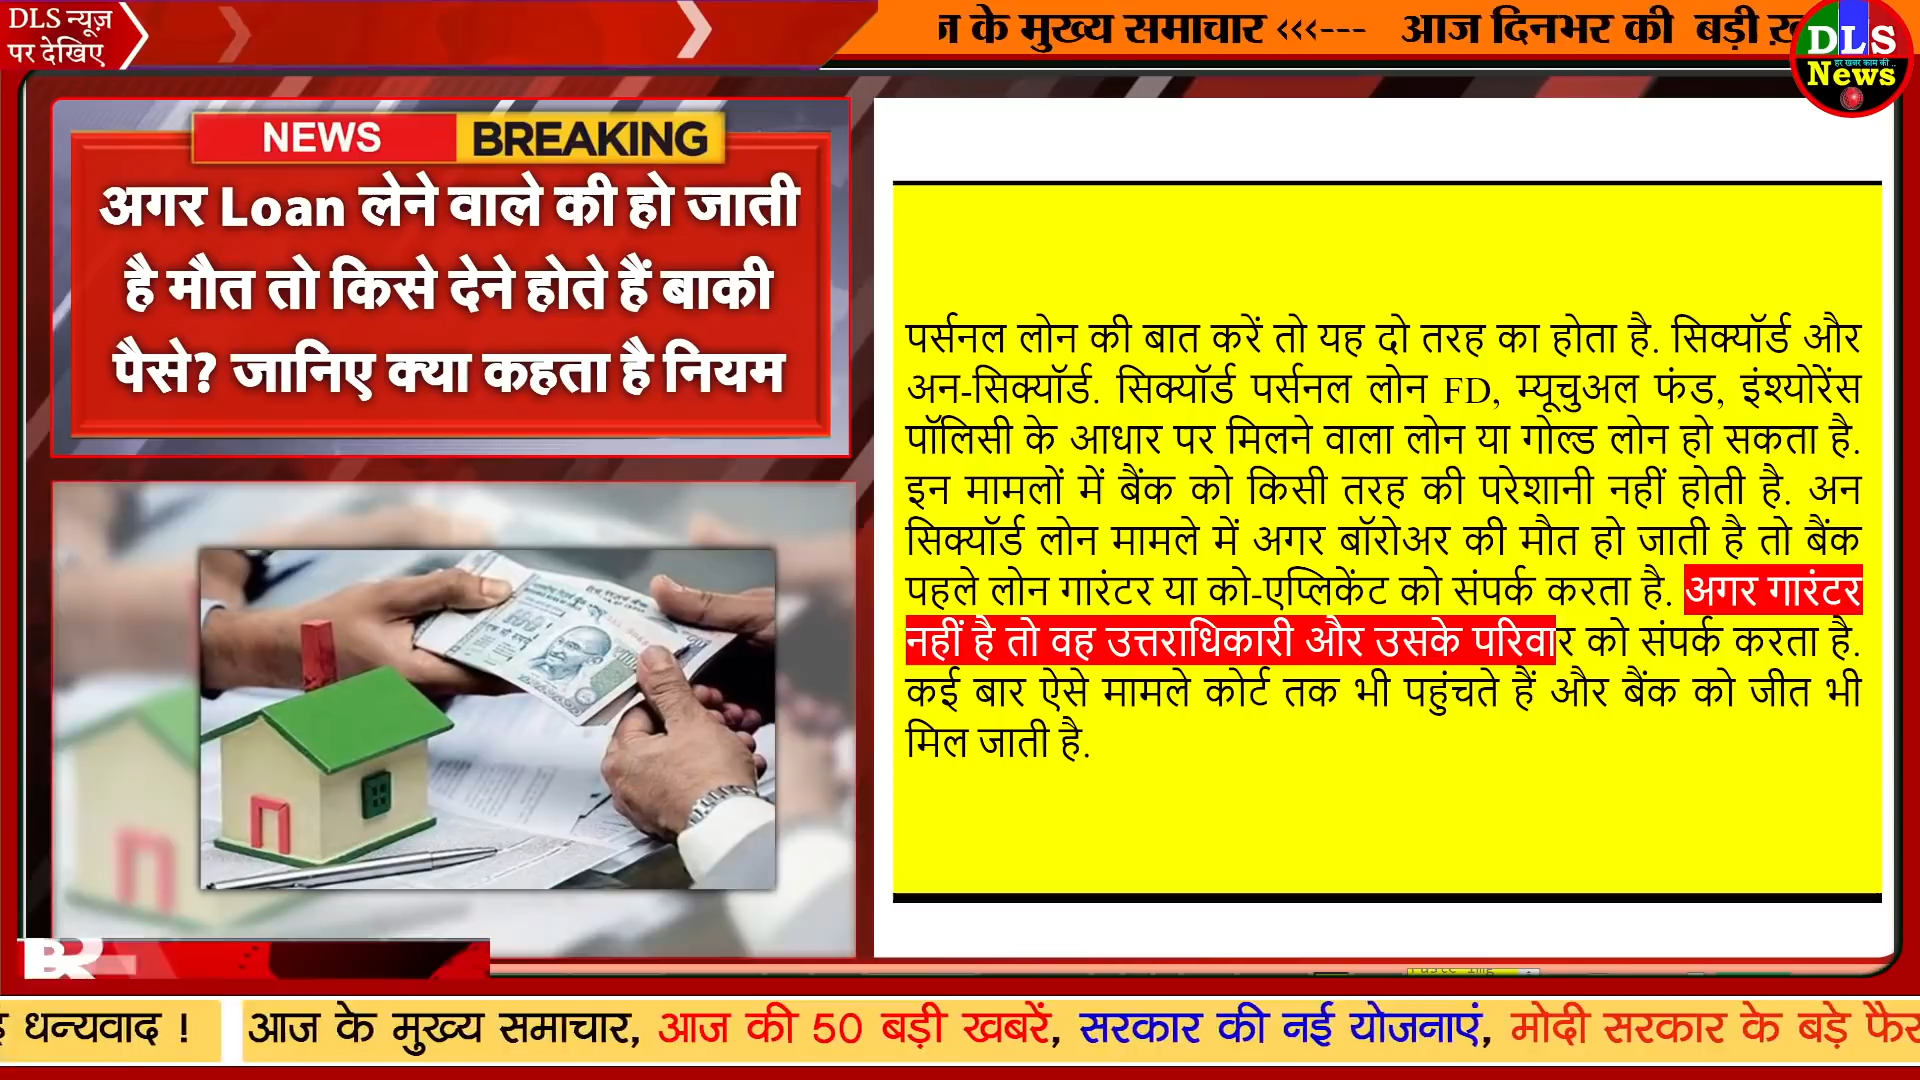 DLS न्यूज़
पर देखिए
के मुख्य समाचार <<<--- आज दिनभर की बड़ी
DLS
हर खबर काम की..
News
NEWS BREAKING
अगर Loan लेने वाले की हो जाती
है मौत तो किसे देने होते हैं बाकी
पैसे? जानिए क्या कहता है नियम
पर्सनल लोन की बात करें तो यह दो तरह का होता है. सिक्यॉर्ड और
अन-सिक्यॉर्ड. सिक्यॉर्ड पर्सनल लोन FD, म्यूचुअल फंड, इंश्योरेंस
पॉलिसी के आधार पर मिलने वाला लोन या गोल्ड लोन हो सकता है.
इन मामलों में बैंक को किसी तरह की परेशानी नहीं होती है. अन
सिक्यॉर्ड लोन मामले में अगर बॉरोअर की मौत हो जाती है तो बैंक
पहले लोन गारंटर या को-एप्लिकेंट को संपर्क करता है. अगर गारंटर
नहीं है तो वह उत्तराधिकारी और उसके परिवार को संपर्क करता है.
कई बार ऐसे मामले कोर्ट तक भी पहुंचते हैं और बैंक को जीत भी
मिल जाती है.
धन्यवाद ! आज के मुख्य समाचार, आज की 50 बड़ी खबरें, सरकार की नई योजनाएं, मोदी सरकार के बड़े